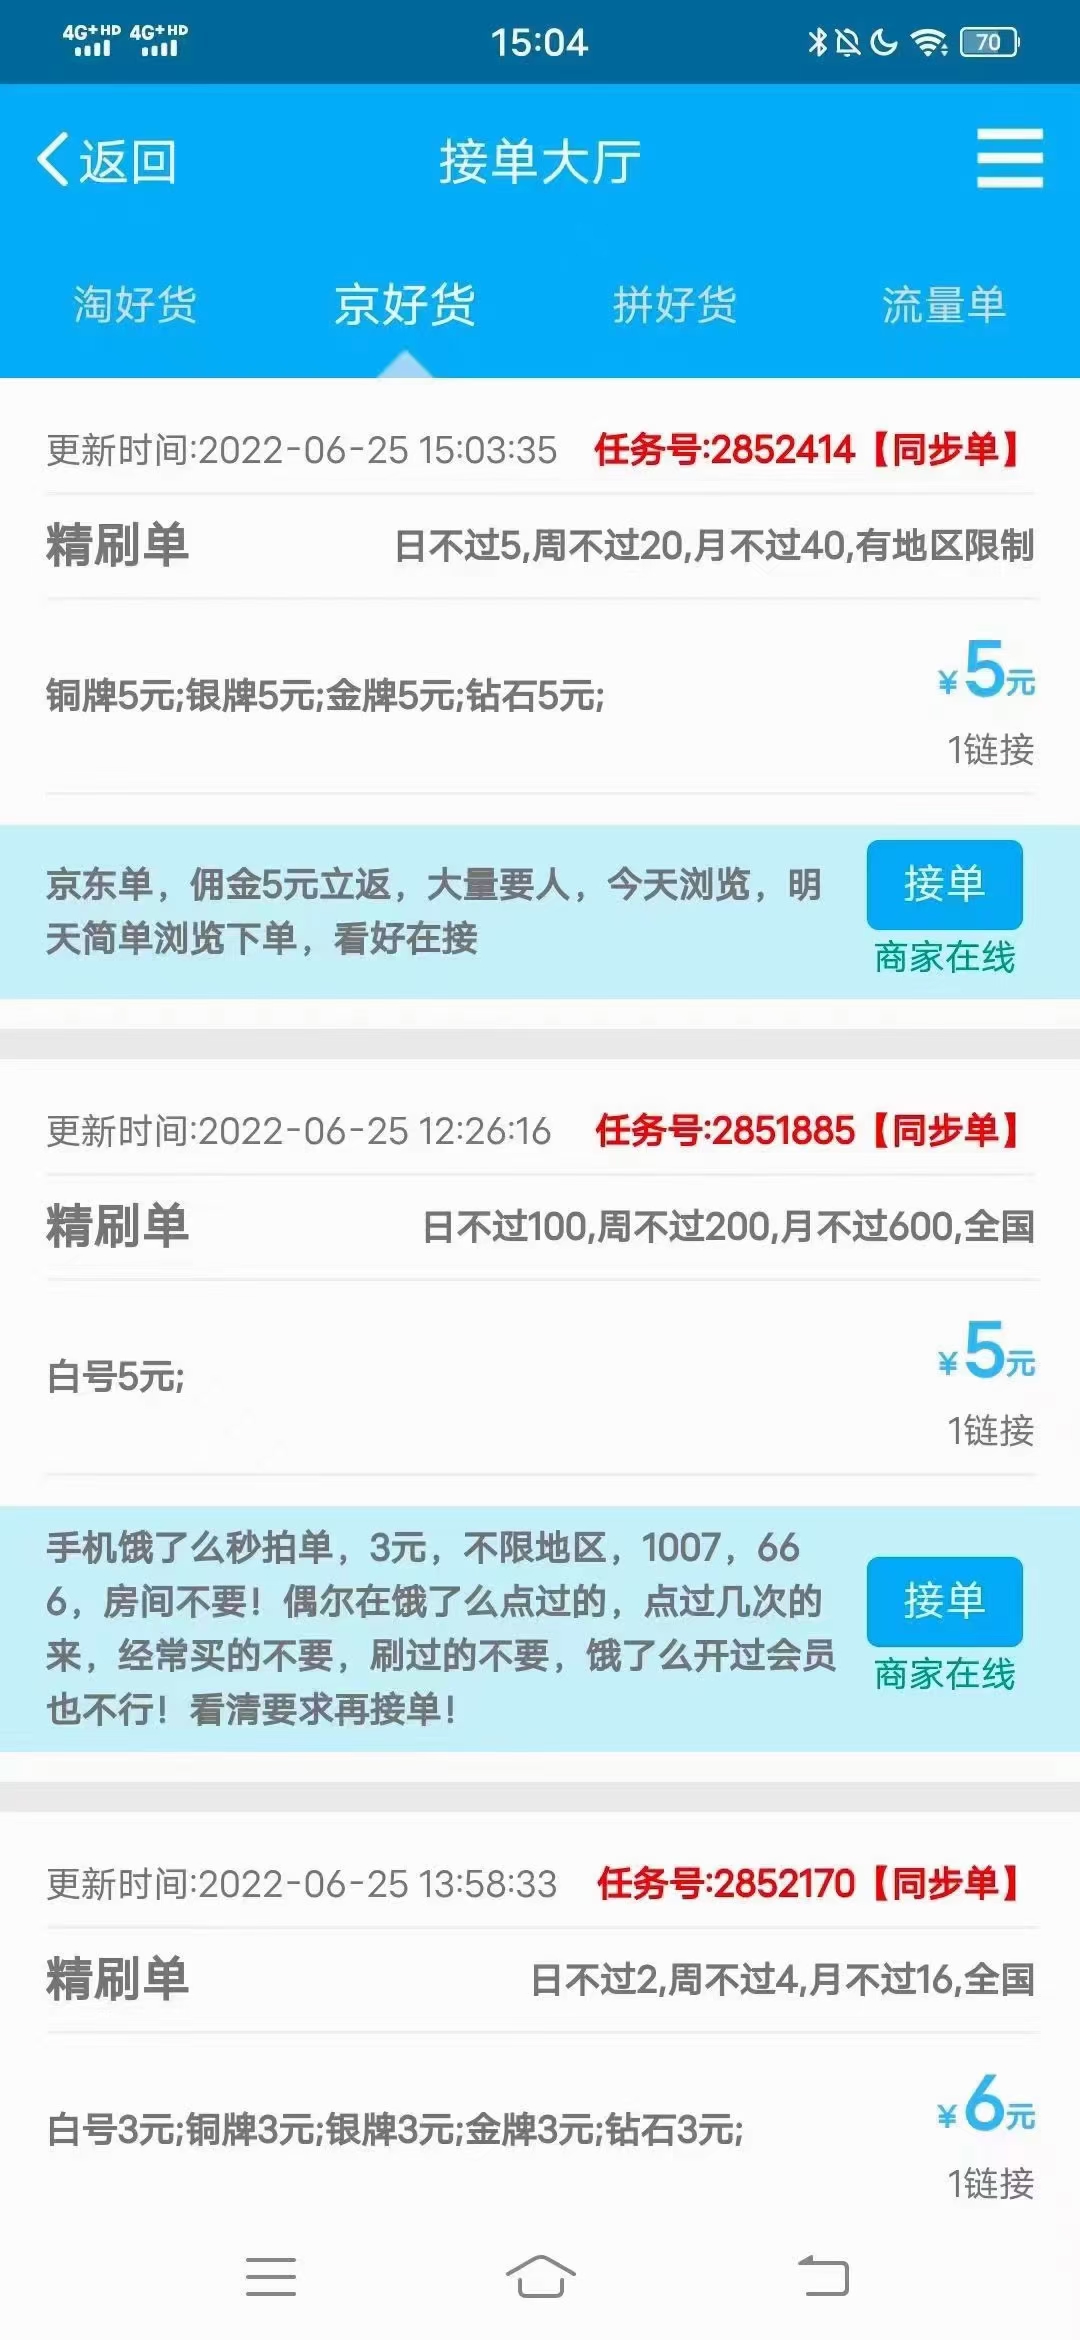 4G+HD 4G+HD 15:04 70
返回 接单大厅
淘好货 京好货 拼好货 流量单
更新时间:2022-06-25 15:03:35 任务号:2852414【同步单】
精刷单 日不过5,周不过20,月不过40,有地区限制
铜牌5元;银牌5元;金牌5元;钻石5元; ¥5元
1链接
京东单，佣金5元立返，大量要人，今天浏览，明
天简单浏览下单，看好在接
接单
商家在线
更新时间:2022-06-25 12:26:16 任务号:2851885【同步单】
精刷单 日不过100,周不过200,月不过600,全国
白号5元; ¥5元
1链接
手机饿了么秒拍单，3元，不限地区，1007，66
6，房间不要！偶尔在饿了么点过的，点过几次的
来，经常买的不要，刷过的不要，饿了么开过会员
也不行！看清要求再接单！
接单
商家在线
更新时间:2022-06-25 13:58:33 任务号:2852170【同步单】
精刷单 日不过2,周不过4,月不过16,全国
白号3元;铜牌3元;银牌3元;金牌3元;钻石3元; ¥6元
1链接